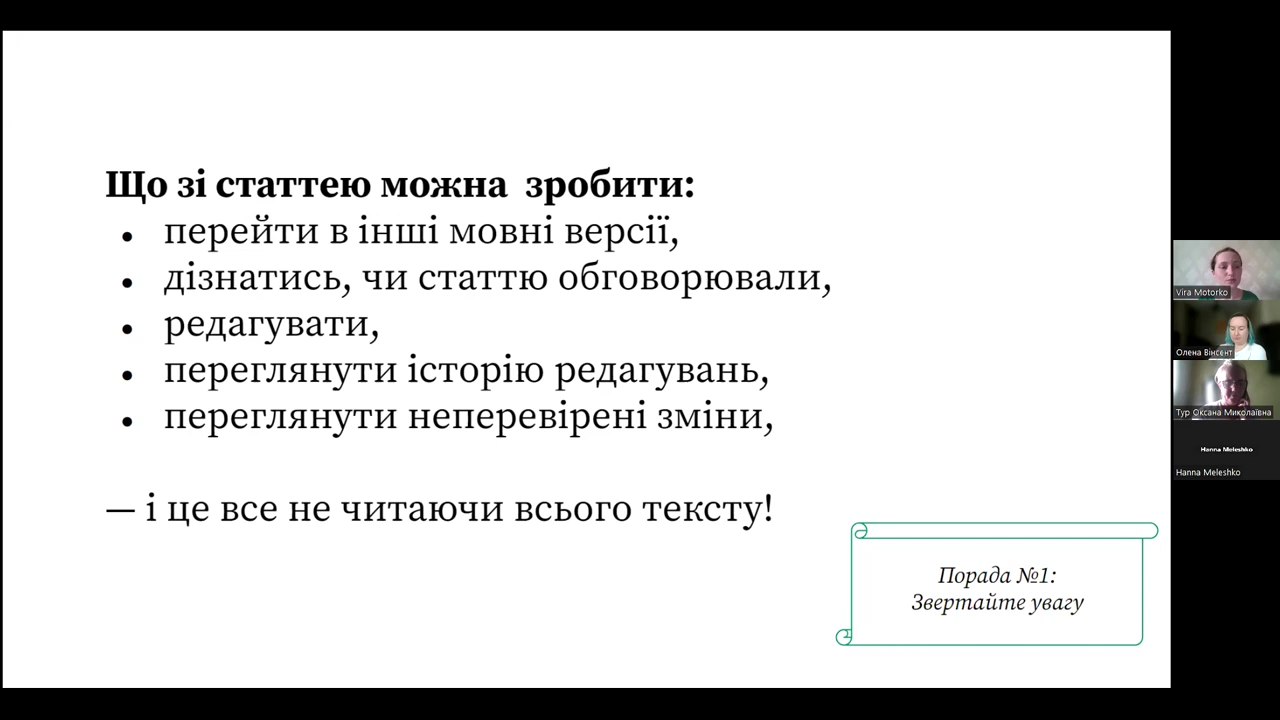 Що зі статтею можна зробити:
• перейти в інші мовні версії,
• дізнатись, чи статтю обговорювали,
• редагувати,
• переглянути історію редагувань,
• переглянути неперевірені зміни,
— і це все не читаючи всього тексту!
Порада №1:
Звертайте увагу
Vira Motorko
Олена Вінсент
Тур Оксана Миколаївна
Hanna Meleshko
Hanna Meleshko